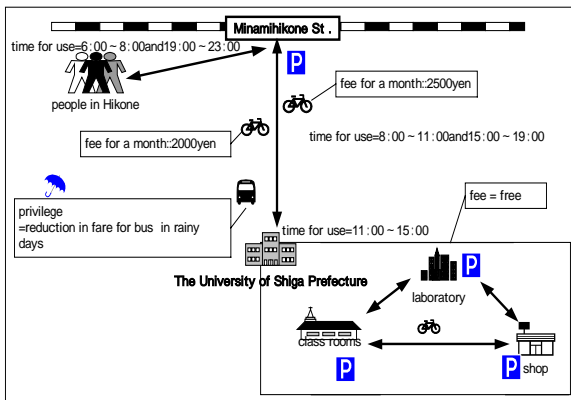 Minamihikone St .
time for use=6:00 ~ 8:00and19:00 ~ 23:00
P
people in Hikone
fee for a month::2500yen
fee for a month::2000yen
time for use=8:00 ~ 11:00and15:00 ~ 19:00
privilege
=reduction in fare for bus in rainy
days
fee = free
time for use=11:00 ~ 15:00
The University of Shiga Prefecture
P
laboratory
class rooms
P
P
shop